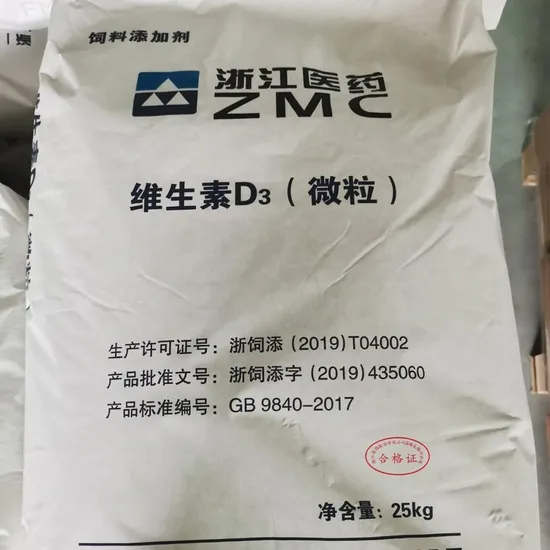 饲料添加剂
浙江医药
ZMC
维生素D3（微粒）
生产许可证号：浙饲添（2019）T04002
产品批准文号：浙饲添字（2019）435060
产品标准编号：GB 9840-2017
合格证
净含量：25kg